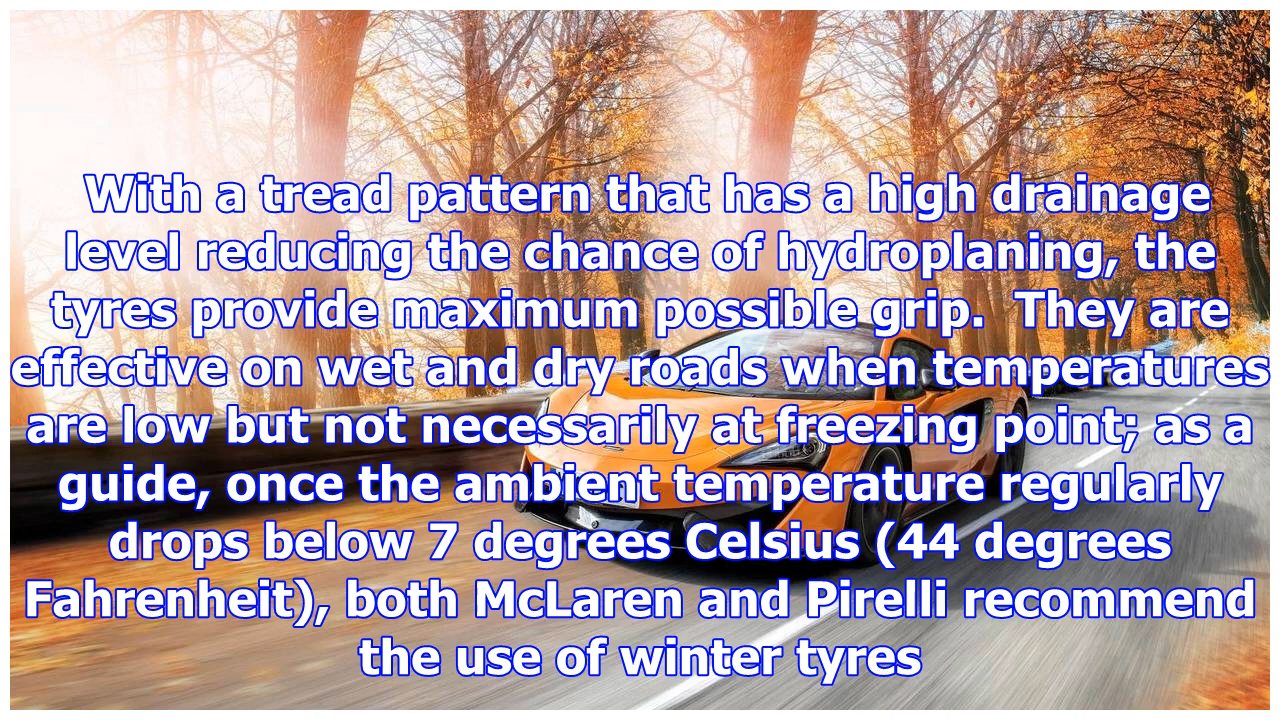 With a tread pattern that has a high drainage
level reducing the chance of hydroplaning, the
tyres provide maximum possible grip.  They are
effective on wet and dry roads when temperatures
are low but not necessarily at freezing point; as a
guide, once the ambient temperature regularly
drops below 7 degrees Celsius (44 degrees
Fahrenheit), both McLaren and Pirelli recommend
the use of winter tyres